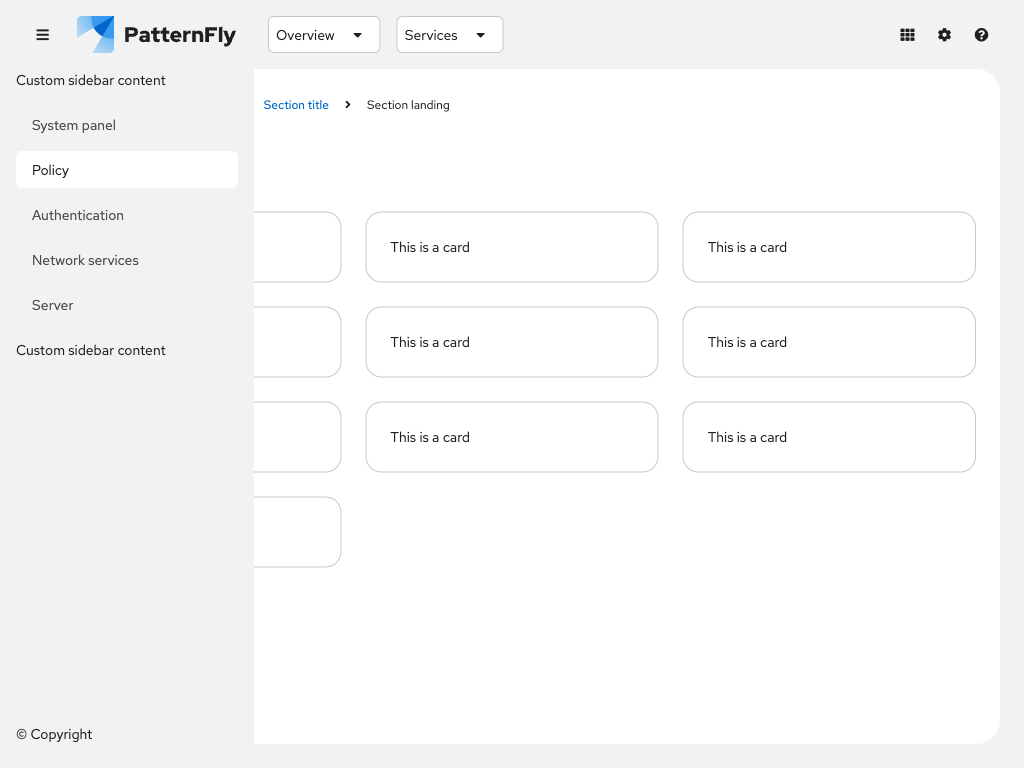 PatternFly
Overview
Services
Custom sidebar content
System panel
Policy
Authentication
Network services
Server
Custom sidebar content
© Copyright
Section title
Section landing
This is a card
This is a card
This is a card
This is a card
This is a card
This is a card